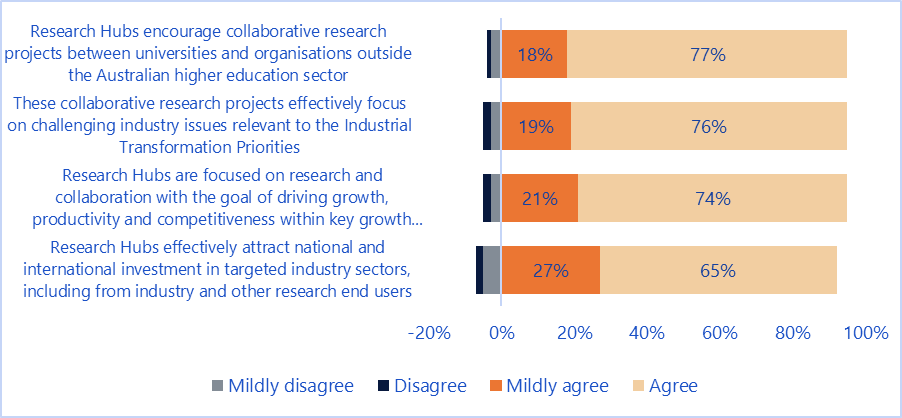 Research Hubs encourage collaborative research
projects between universities and organisations outside
the Australian higher education sector
18% 77%
These collaborative research projects effectively focus
on challenging industry issues relevant to the Industrial
Transformation Priorities
19% 76%
Research Hubs are focused on research and
collaboration with the goal of driving growth,
productivity and competitiveness within key growth...
21% 74%
Research Hubs effectively attract national and
international investment in targeted industry sectors,
including from industry and other research end users
27% 65%
-20% 0% 20% 40% 60% 80% 100%
Mildly disagree Disagree Mildly agree Agree